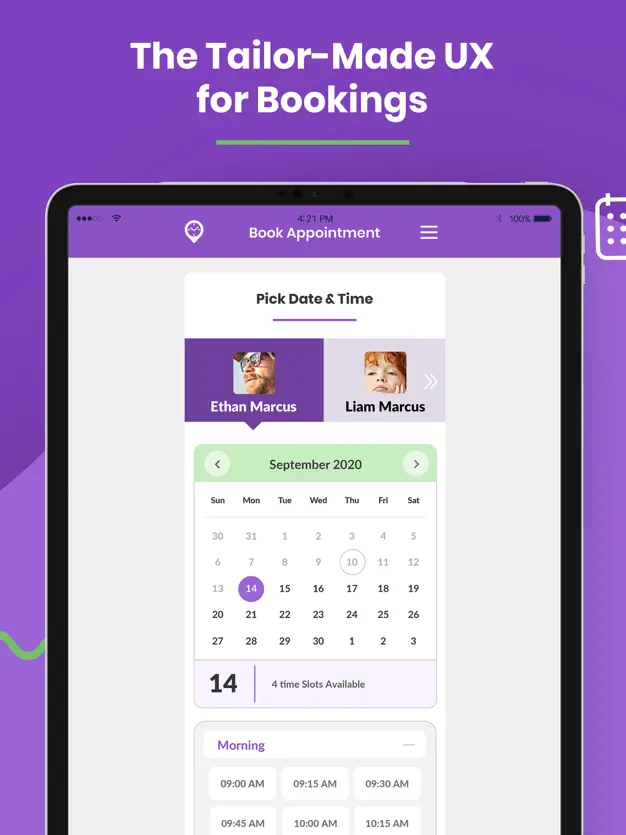 The Tailor-Made UX
for Bookings
4:21 PM
100%
Book Appointment
Pick Date & Time
Ethan Marcus
Liam Marcus
September 2020
Sun Mon Tue Wed Thu Fri Sat
30 31 1 2 3 4 5
6 7 8 9 10 11 12
13 14 15 16 17 18 19
20 21 22 23 24 25 26
27 28 29 30 1 2 3
14 4 time Slots Available
Morning
09:00 AM 09:15 AM 09:30 AM
09:45 AM 10:00 AM 10:15 AM